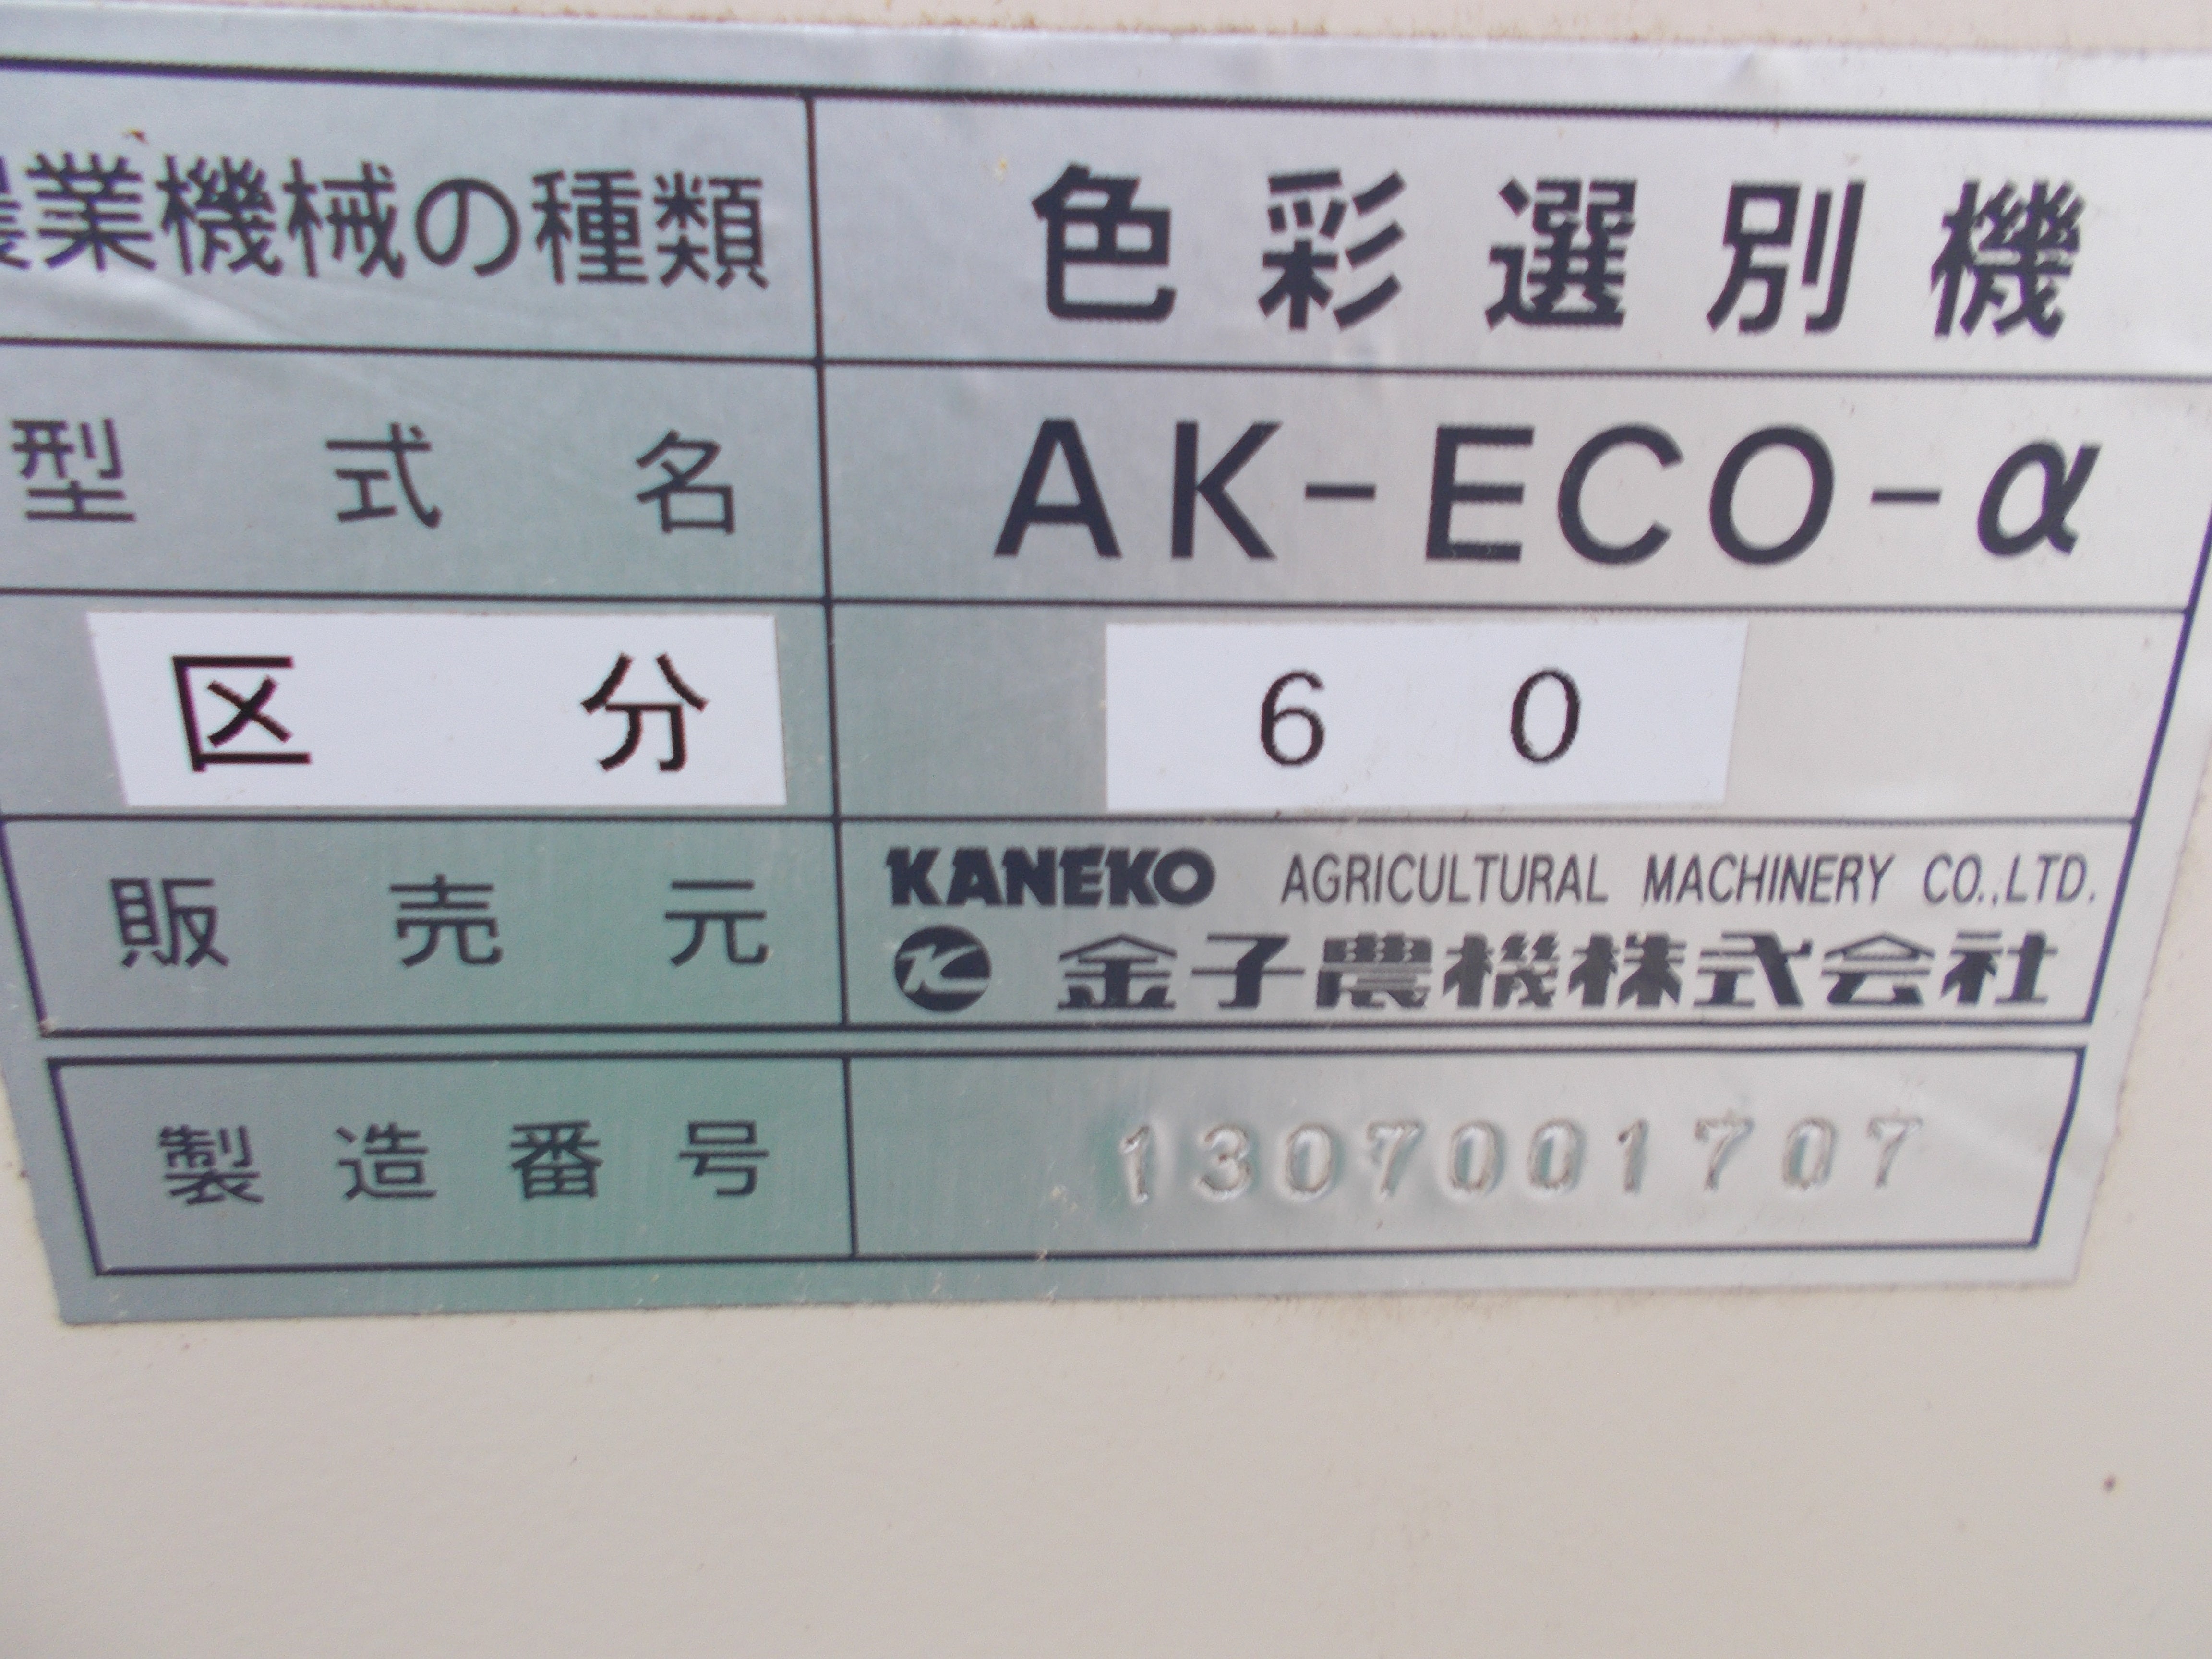 農業機械の種類 色彩選別機
型式名 AK-ECO-α
区分 60
販売元 KANEKO AGRICULTURAL MACHINERY CO.,LTD.
K 金子農機株式会社
製造番号 1307001707